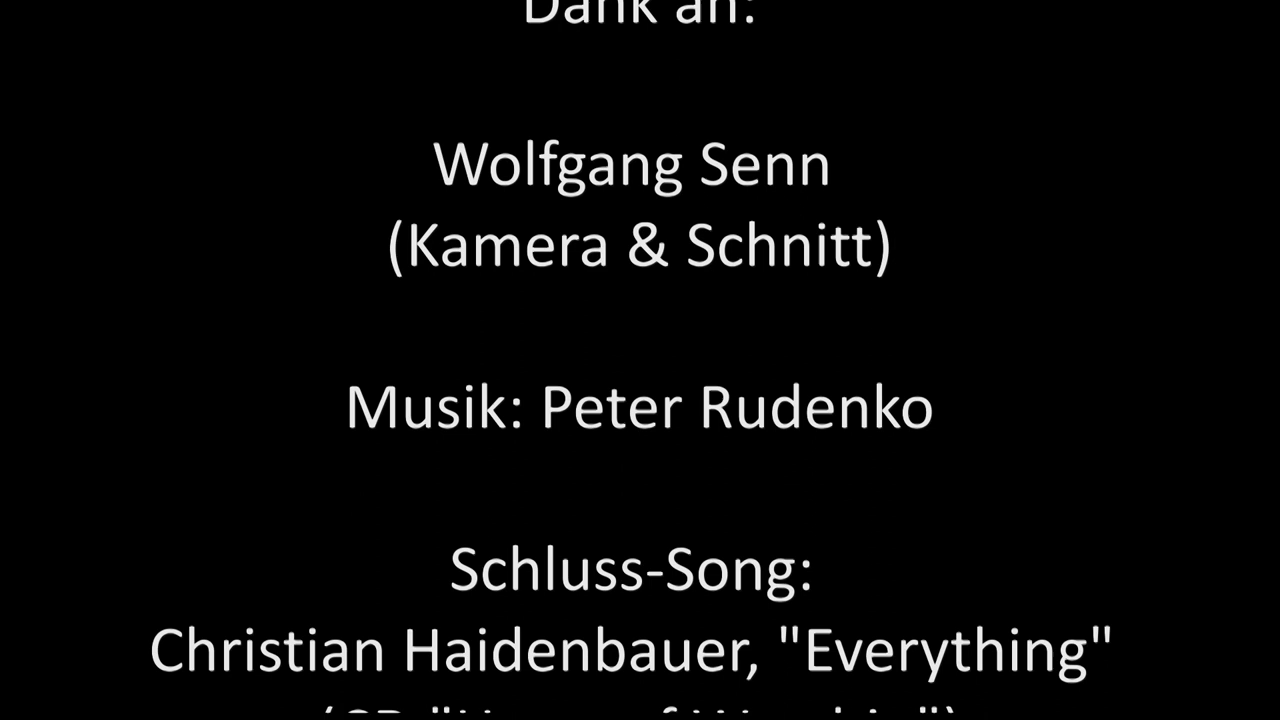 Dank an:
Wolfgang Senn
(Kamera & Schnitt)
Musik: Peter Rudenko
Schluss-Song:
Christian Haidenbauer, "Everything"